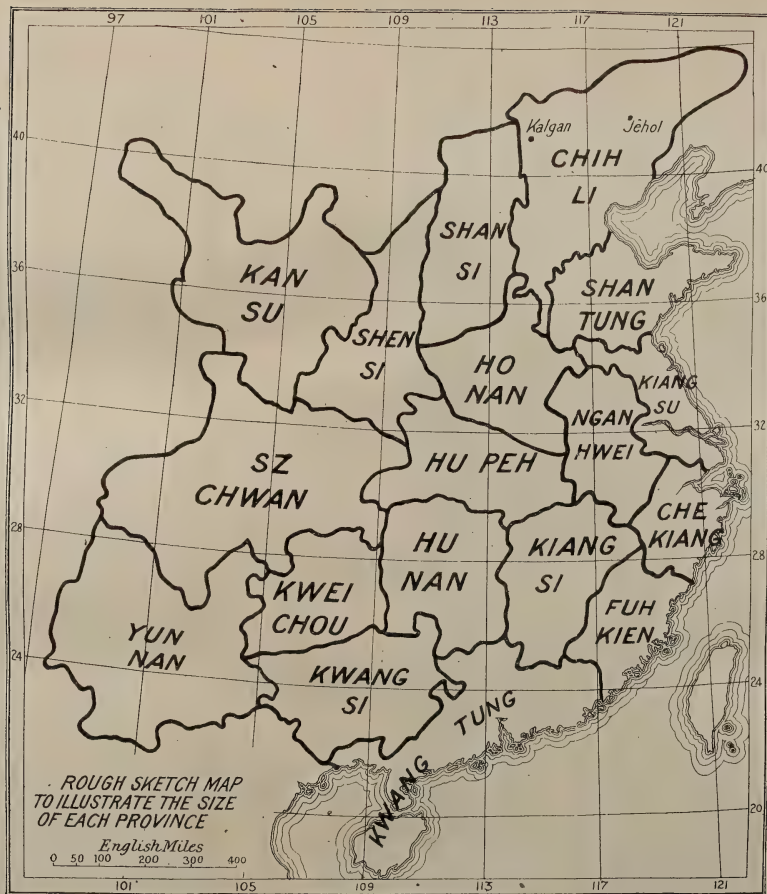 97 101 105 109 113 117 121
Kalgan Jêhol
CHIH
LI
40 40
SHAN
SI
KAN
SU
36 36
SHAN
TUNG
SHEN
SI
HO
NAN
KIANG
SU
32 32
NGAN
HWEI
SZ
CHWAN
HU PEH
CHE
KIANG
28 28
HU
NAN
KIANG
SI
KWEI
CHOU
FUH
KIEN
YUN
NAN
24 24
KWANG
SI
KWANG TUNG
20
ROUGH SKETCH MAP
TO ILLUSTRATE THE SIZE
OF EACH PROVINCE
English Miles
0 50 100 200 300 400
101 105 109 113 117 121